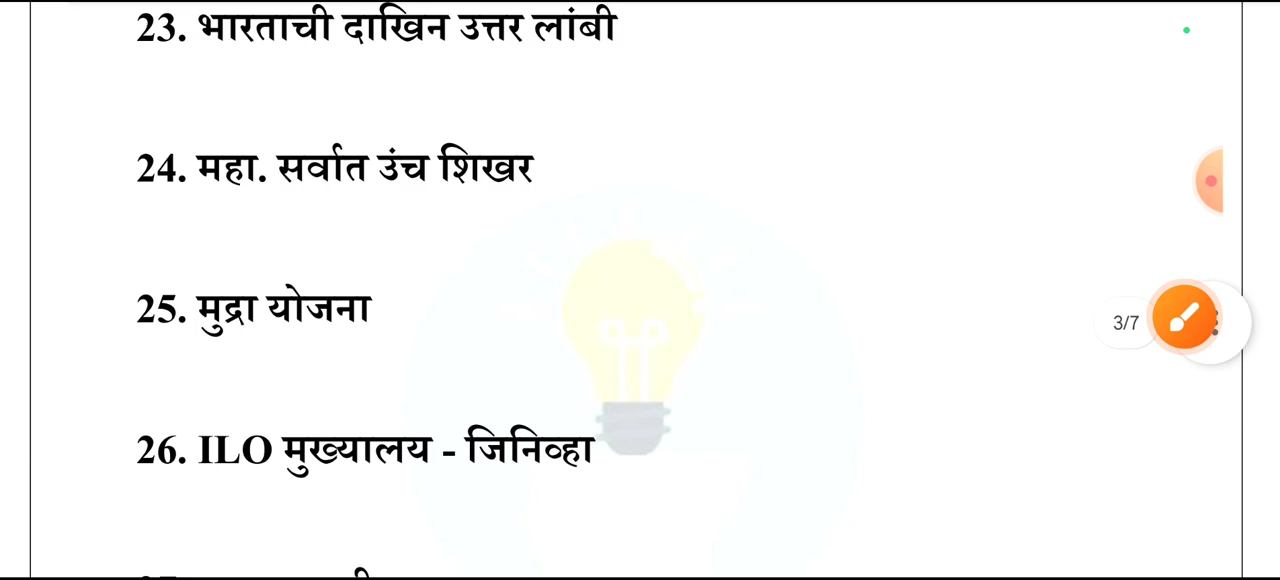 23. भारताची दाखिन उत्तर लांबी
24. महा. सर्वात उंच शिखर
25. मुद्रा योजना
3/7
26. ILO मुख्यालय - जिनिव्हा